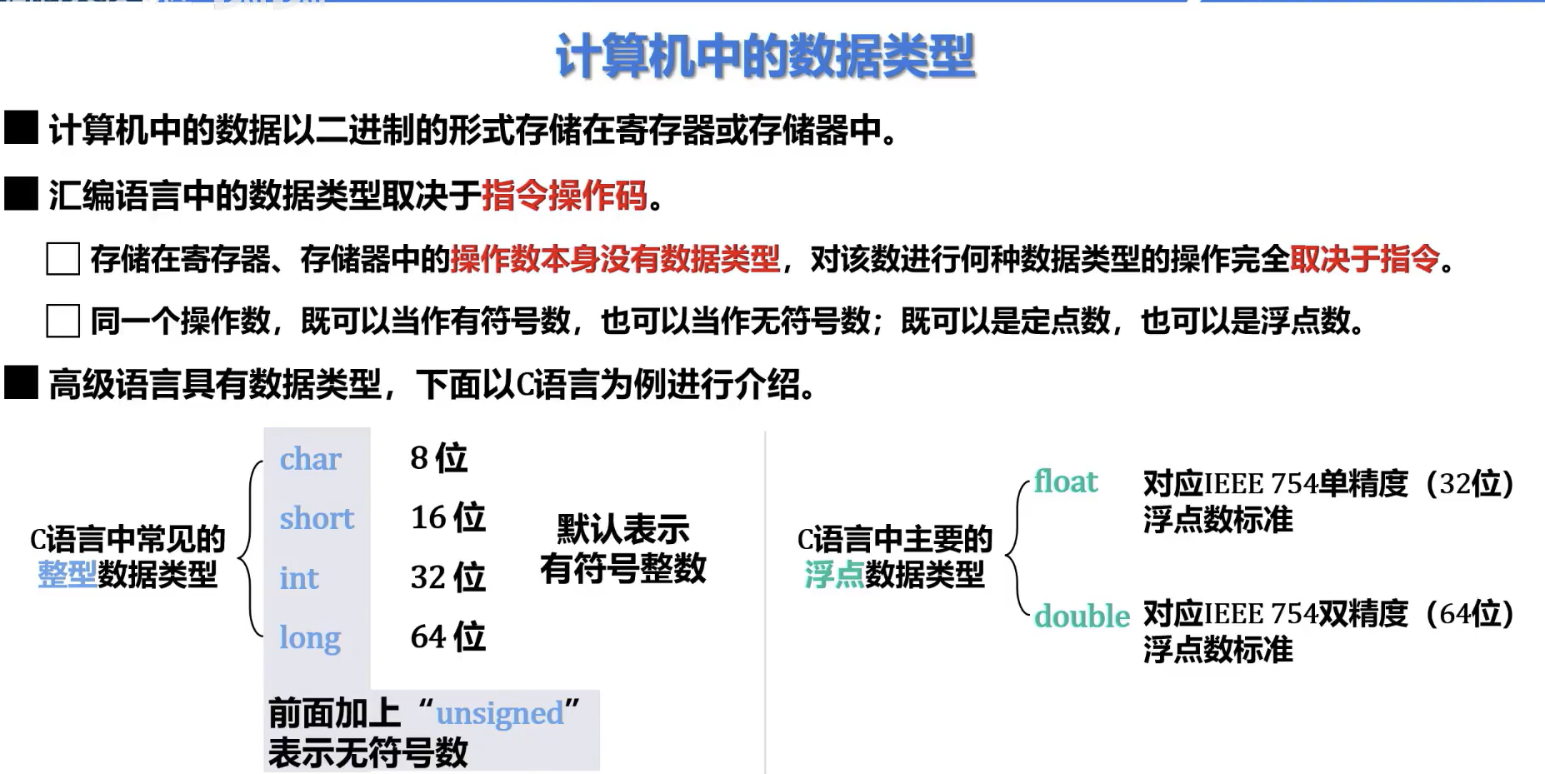 计算机中的数据类型
计算机中的数据以二进制的形式存储在寄存器或存储器中。
汇编语言中的数据类型取决于指令操作码。
存储在寄存器、存储器中的操作数本身没有数据类型，对该数进行何种数据类型的操作完全取决于指令。
同一个操作数，既可以当作有符号数，也可以当作无符号数；既可以是定点数，也可以是浮点数。
高级语言具有数据类型，下面以C语言为例进行介绍。
C语言中常见的
整型数据类型
char 8位
short 16位
int 32位
long 64位
默认表示
有符号整数
前面加上“unsigned”
表示无符号数
C语言中主要的
浮点数据类型
float 对应IEEE 754单精度（32位）
浮点数标准
double 对应IEEE 754双精度（64位）
浮点数标准